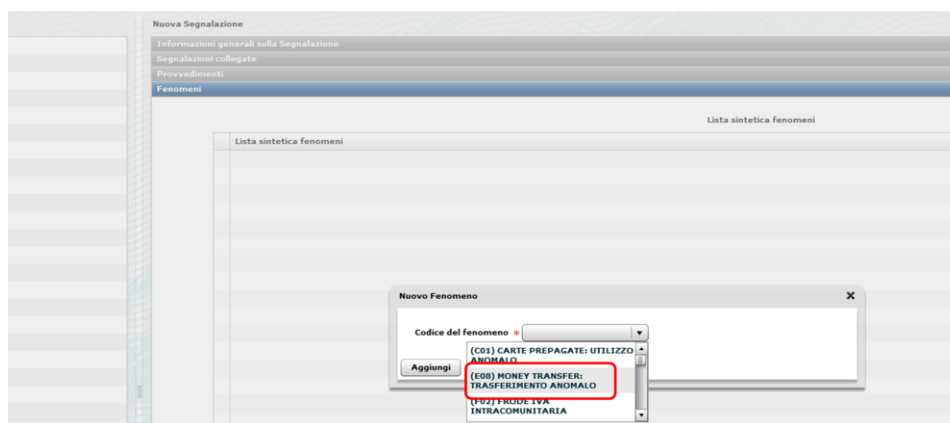 Nuova Segnalazione
Informazioni generali sulla Segnalazione
Segnalazioni collegate
Provvedimenti
Fenomeni
Lista sintetica fenomeni
Lista sintetica fenomeni
Nuovo Fenomeno
Codice del fenomeno *
(C01) CARTE PREPAGATE: UTILIZZO
ANOMALO
Aggiungi
(E08) MONEY TRANSFER:
TRASFERIMENTO ANOMALO
(F02) FRODE IVA
INTRACOMUNITARIA